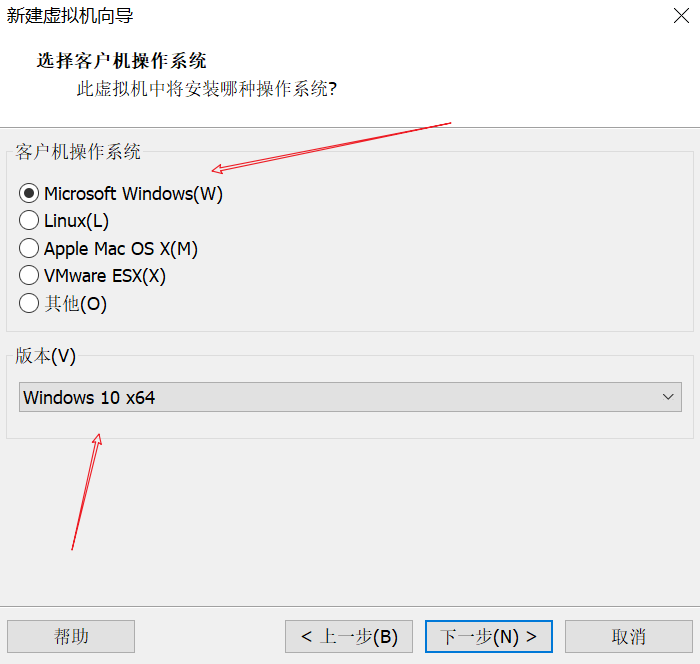 新建虚拟机向导
选择客户机操作系统
此虚拟机中将安装哪种操作系统?
客户机操作系统
Microsoft Windows(W)
Linux(L)
Apple Mac OS X(M)
VMware ESX(X)
其他(O)
版本(V)
Windows 10 x64
帮助
< 上一步(B)
下一步(N) >
取消